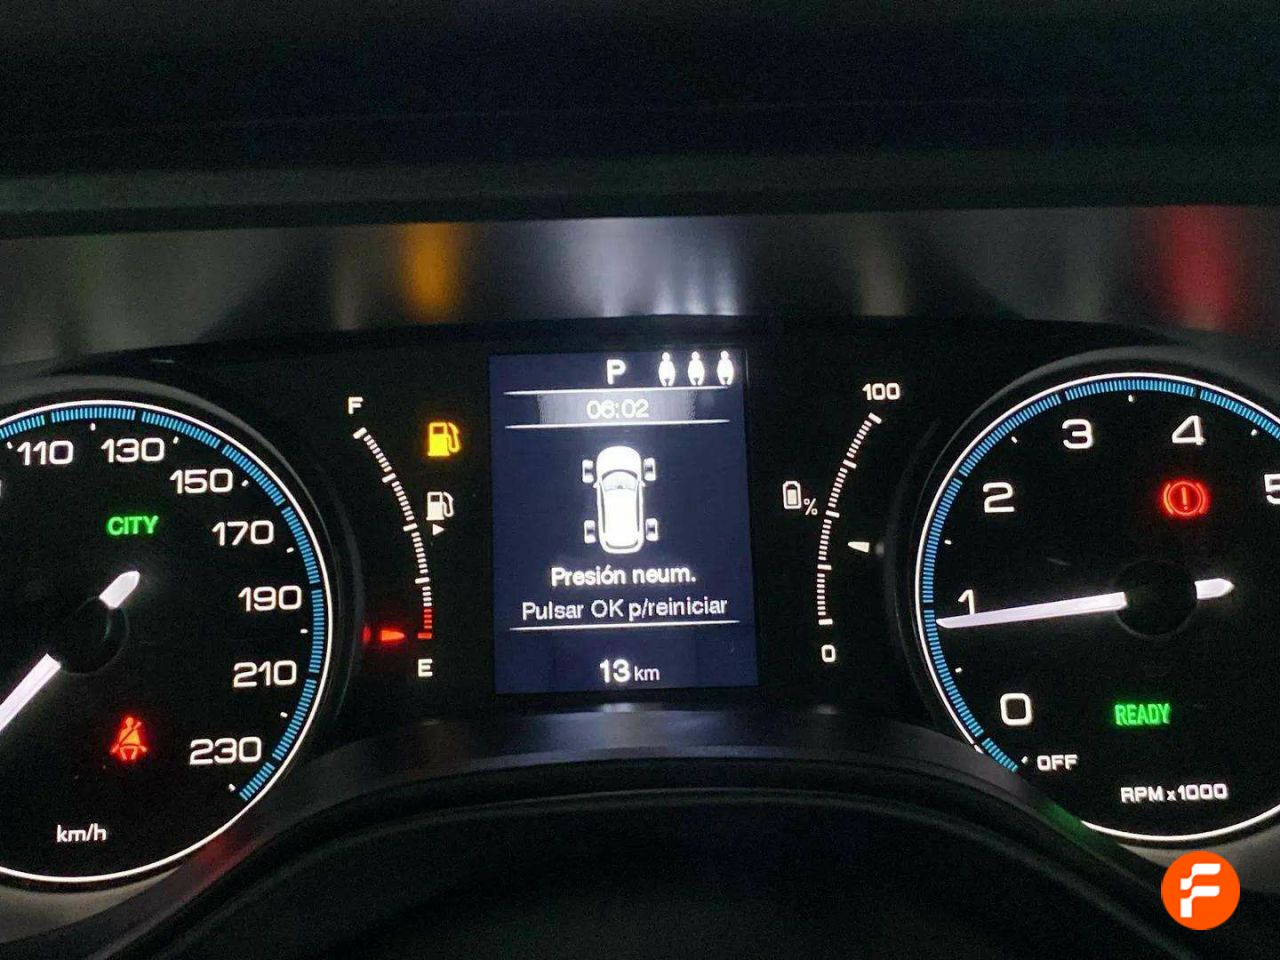 P
06:02
Presión neum.
Pulsar OK p/reiniciar
13 km
110
130
150
170
190
210
230
CITY
km/h
F
E
100
%
0
0
1
2
3
4
5
OFF
READY
RPM x 1000
F